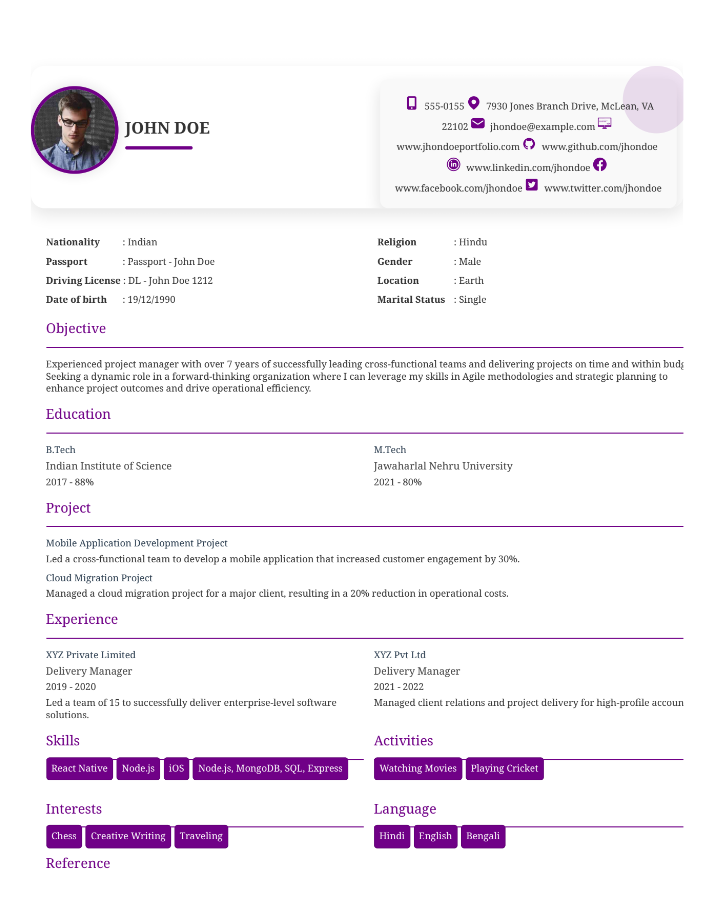 JOHN DOE
555-0155 7930 Jones Branch Drive, McLean, VA
22102 jhondoe@example.com
www.jhondoeportfolio.com www.github.com/jhondoe
www.linkedin.com/jhondoe
www.facebook.com/jhondoe www.twitter.com/jhondoe
Nationality : Indian
Religion : Hindu
Passport : Passport - John Doe
Gender : Male
Driving License : DL - John Doe 1212
Location : Earth
Date of birth : 19/12/1990
Marital Status : Single
Objective
Experienced project manager with over 7 years of successfully leading cross-functional teams and delivering projects on time and within budg
Seeking a dynamic role in a forward-thinking organization where I can leverage my skills in Agile methodologies and strategic planning to
enhance project outcomes and drive operational efficiency.
Education
B.Tech
Indian Institute of Science
2017 - 88%
M.Tech
Jawaharlal Nehru University
2021 - 80%
Project
Mobile Application Development Project
Led a cross-functional team to develop a mobile application that increased customer engagement by 30%.
Cloud Migration Project
Managed a cloud migration project for a major client, resulting in a 20% reduction in operational costs.
Experience
XYZ Private Limited
Delivery Manager
2019 - 2020
Led a team of 15 to successfully deliver enterprise-level software
solutions.
XYZ Pvt Ltd
Delivery Manager
2021 - 2022
Managed client relations and project delivery for high-profile accoun
Skills
React Native Node.js iOS Node.js, MongoDB, SQL, Express
Activities
Watching Movies Playing Cricket
Interests
Chess Creative Writing Traveling
Language
Hindi English Bengali
Reference